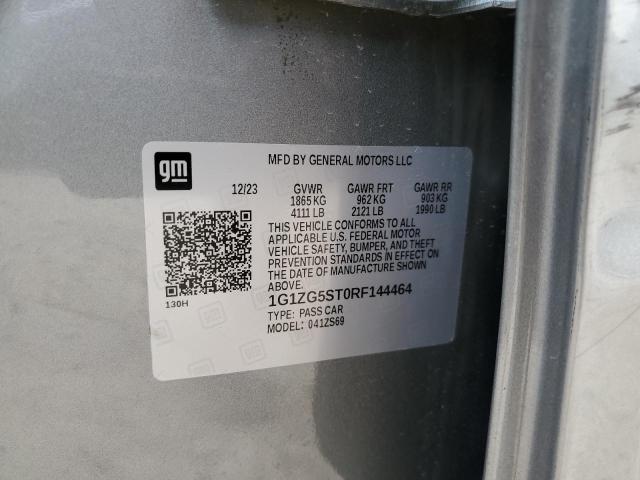 gm
MFD BY GENERAL MOTORS LLC
12/23 GVWR GAWR FRT GAWR RR
1865 KG 962 KG 903 KG
4111 LB 2121 LB 1990 LB
THIS VEHICLE CONFORMS TO ALL
APPLICABLE U.S. FEDERAL MOTOR
VEHICLE SAFETY, BUMPER, AND THEFT
PREVENTION STANDARDS IN EFFECT ON
THE DATE OF MANUFACTURE SHOWN
ABOVE.
130H
1G1ZG5ST0RF144464
TYPE: PASS CAR
MODEL: 041ZS69